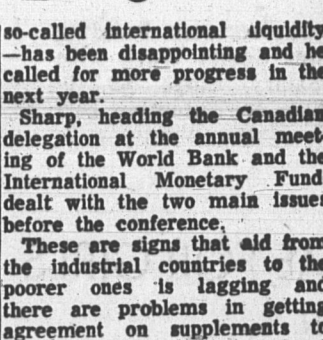 so-called international liquidity
—has been disappointing and he
called for more progress in the
next year.
Sharp, heading the Canadian
delegation at the annual meet
ing of the World Bank and the
International Monetary Fund
dealt with the two main issues
before the conference.
These are signs that aid from
the industrial countries to the
poorer ones is lagging and
there are problems in getting
agreement on supplements to